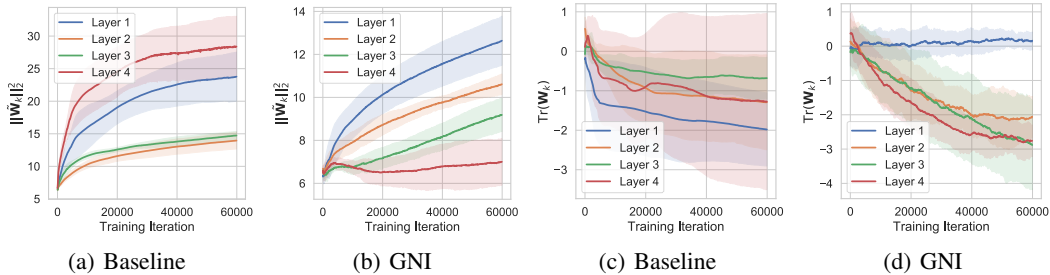 ||W̃_k||²₂
30
25
20
15
10
5
Layer 1
Layer 2
Layer 3
Layer 4
0 20000 40000 60000
Training Iteration
(a) Baseline
||W̃_k||²₂
14
12
10
8
6
Layer 1
Layer 2
Layer 3
Layer 4
0 20000 40000 60000
Training Iteration
(b) GNI
Tr(W̃_k)
1
0
−1
−2
−3
Layer 1
Layer 2
Layer 3
Layer 4
0 20000 40000 60000
Training Iteration
(c) Baseline
Tr(W̃_k)
1
0
−1
−2
−3
−4
Layer 1
Layer 2
Layer 3
Layer 4
0 20000 40000 60000
Training Iteration
(d) GNI